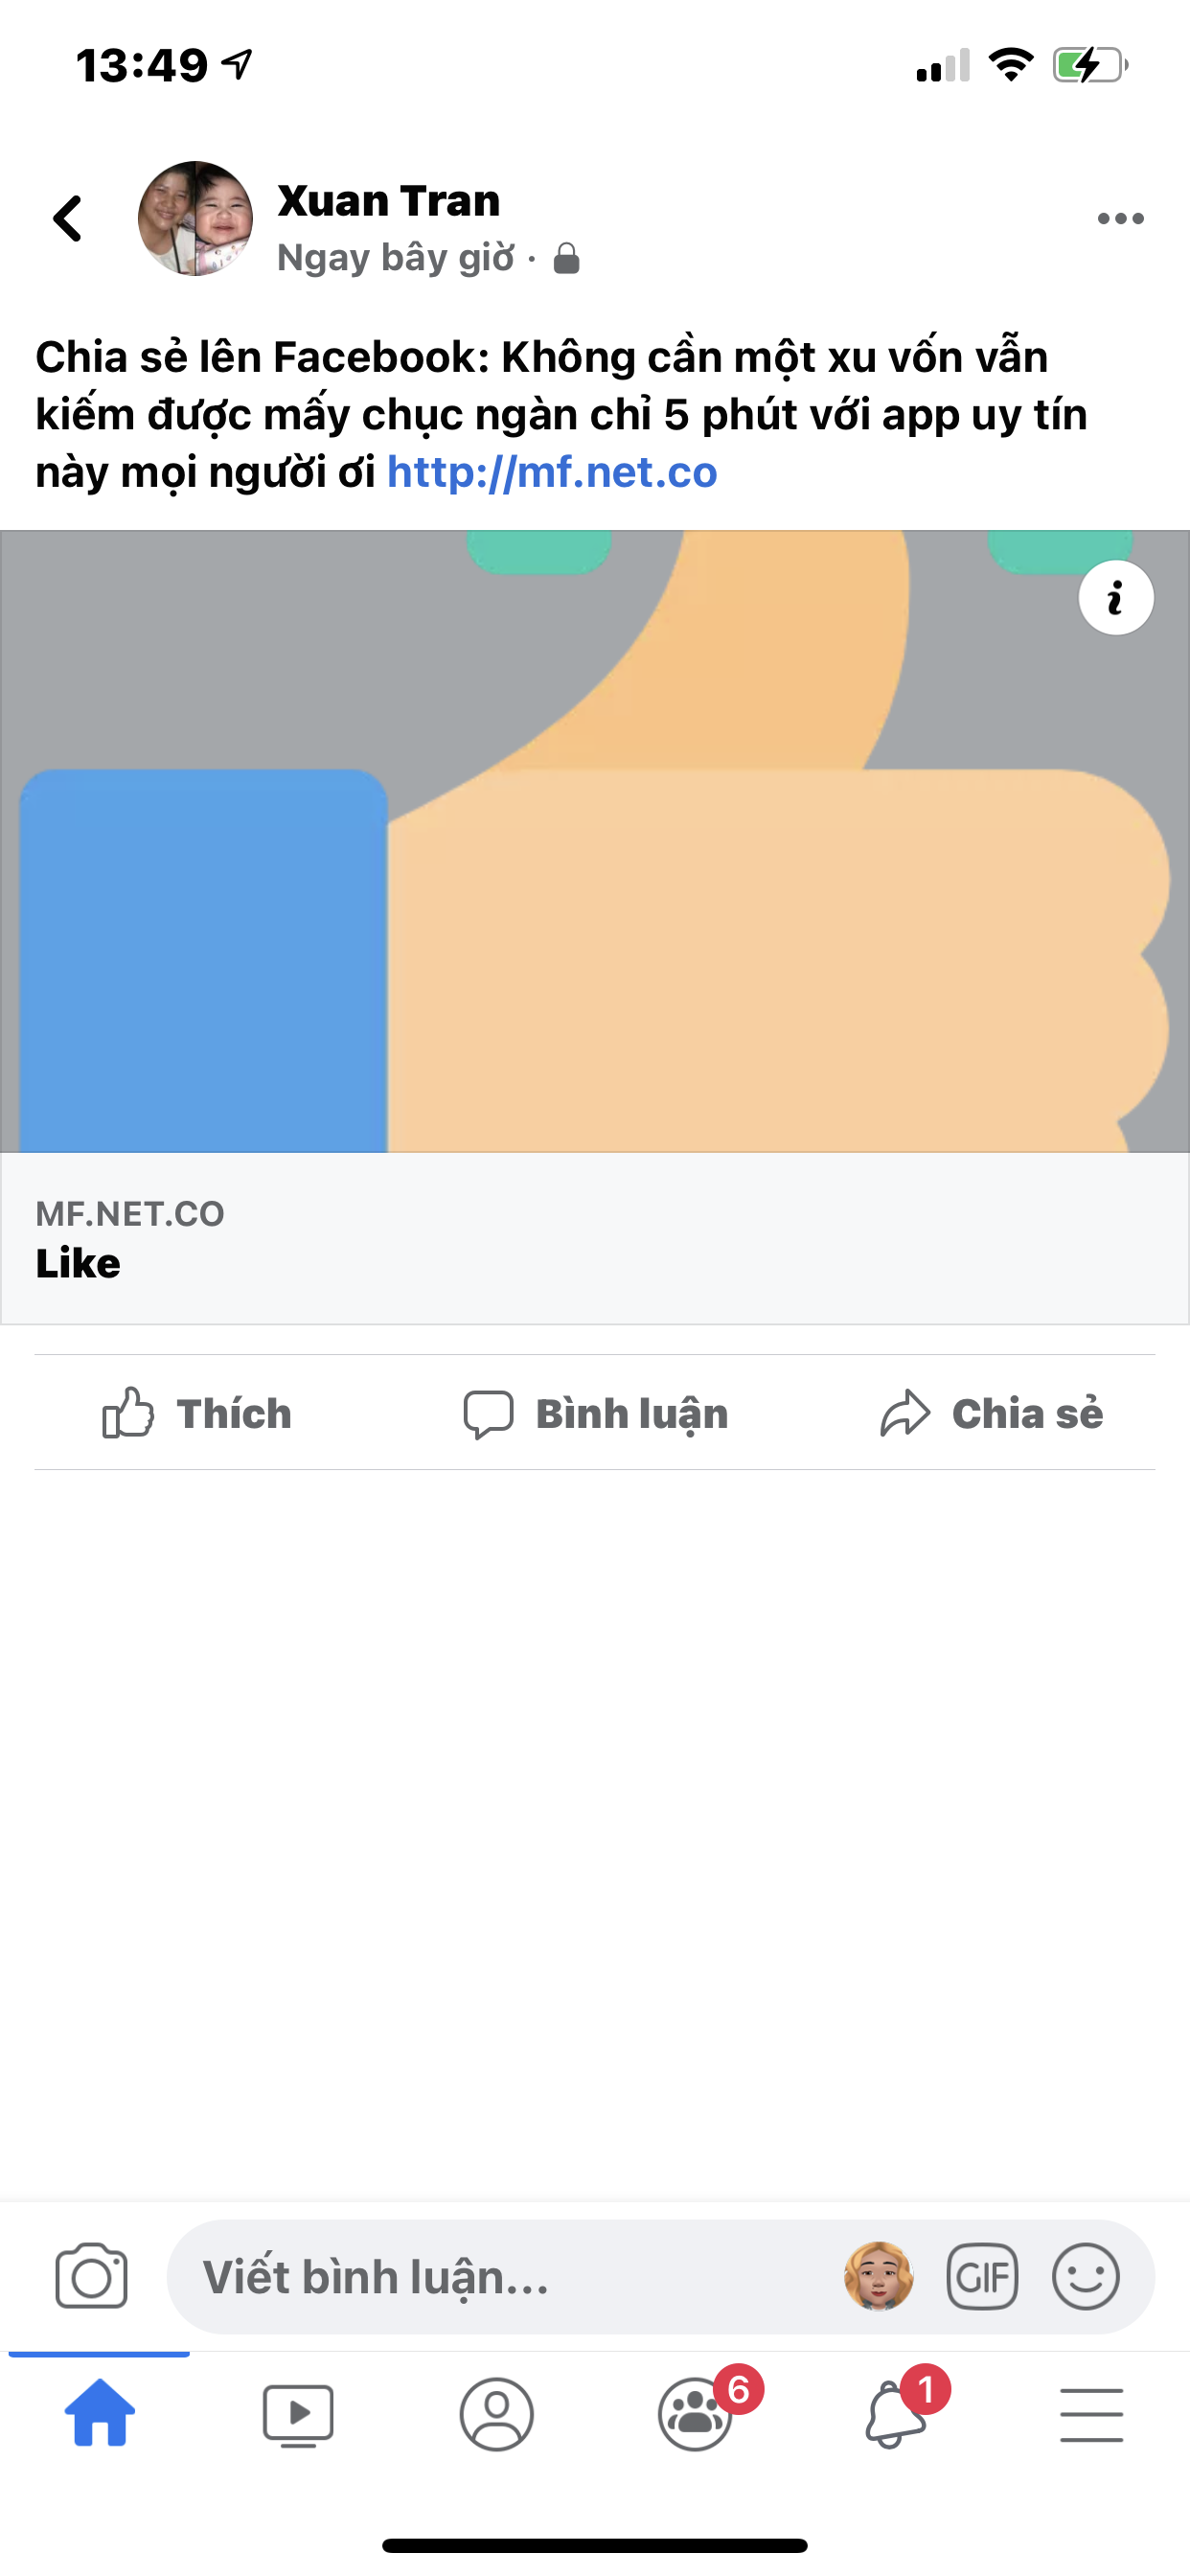 13:49
Xuan Tran
Ngay bây giờ ·
Chia sẻ lên Facebook: Không cần một xu vốn vẫn
kiếm được mấy chục ngàn chỉ 5 phút với app uy tín
này mọi người ơi http://mf.net.co
i
MF.NET.CO
Like
Thích
Bình luận
Chia sẻ
Viết bình luận...
GIF
6
1